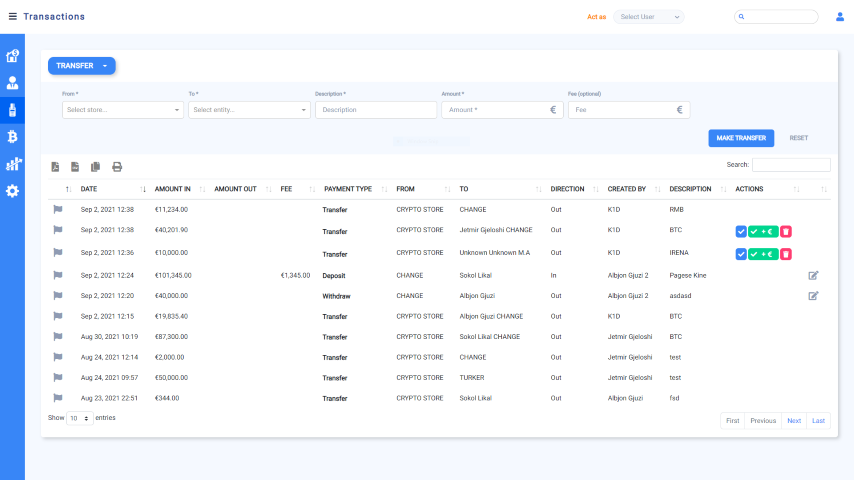 Transactions
Act as
Select User
TRANSFER
From * To * Description * Amount * Fee (optional)
Select store... Select entity... Description Amount * € Fee €
MAKE TRANSFER RESET
Search:
DATE AMOUNT IN AMOUNT OUT FEE PAYMENT TYPE FROM TO DIRECTION CREATED BY DESCRIPTION ACTIONS
Sep 2, 2021 12:38 €11,234.00 Transfer CRYPTO STORE CHANGE Out K1D RMB
Sep 2, 2021 12:38 €40,201.90 Transfer CRYPTO STORE Jetmir Gjeloshi CHANGE Out K1D BTC + €
Sep 2, 2021 12:36 €10,000.00 Transfer CRYPTO STORE Unknown Unknown M.A Out K1D IRENA + €
Sep 2, 2021 12:24 €101,345.00 €1,345.00 Deposit CHANGE Sokol Likal In Albjon Gjuzi 2 Pagese Kine
Sep 2, 2021 12:20 €40,000.00 Withdraw CHANGE Albjon Gjuzi Out Albjon Gjuzi 2 asdasd
Sep 2, 2021 12:15 €19,835.40 Transfer CRYPTO STORE Albjon Gjuzi CHANGE Out K1D BTC
Aug 30, 2021 10:19 €87,300.00 Transfer CRYPTO STORE Sokol Likal CHANGE Out Jetmir Gjeloshi BTC
Aug 24, 2021 12:14 €2,000.00 Transfer CRYPTO STORE CHANGE Out Jetmir Gjeloshi test
Aug 24, 2021 09:57 €50,000.00 Transfer CRYPTO STORE TURKER Out Jetmir Gjeloshi test
Aug 23, 2021 22:51 €344.00 Transfer CRYPTO STORE Sokol Likal Out Albjon Gjuzi fsd
Show 10 entries
First Previous Next Last